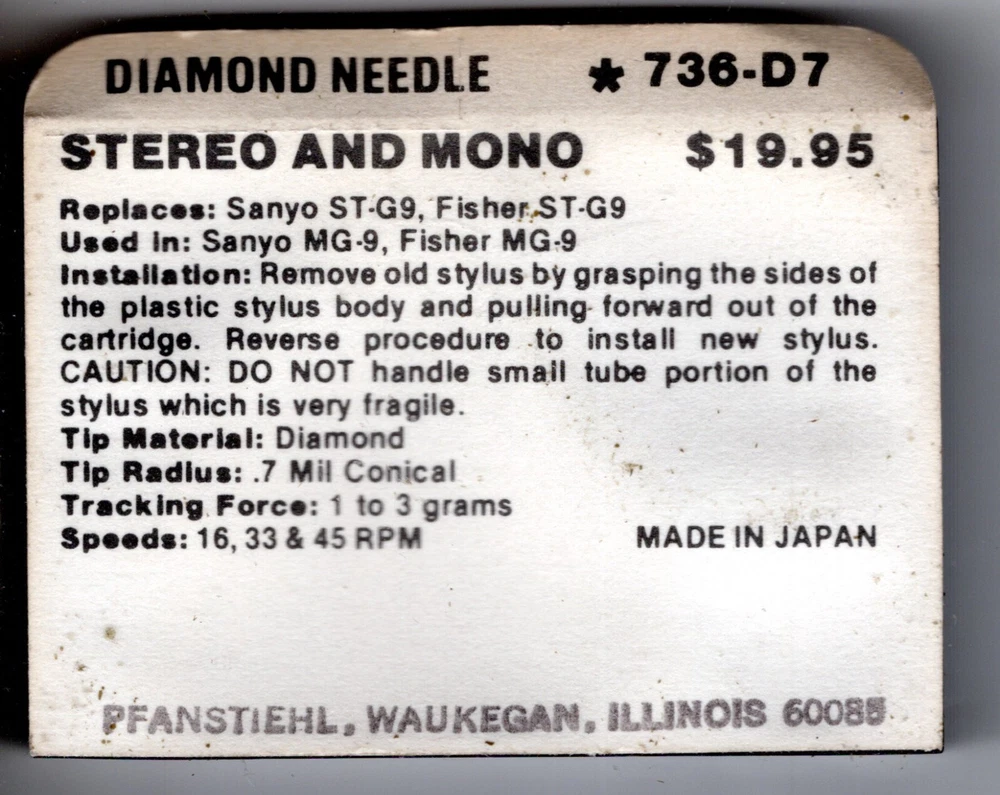 DIAMOND NEEDLE * 736-D7
STEREO AND MONO $19.95
Replaces: Sanyo ST-G9, Fisher ST-G9
Used in: Sanyo MG-9, Fisher MG-9
Installation: Remove old stylus by grasping the sides of
the plastic stylus body and pulling forward out of the
cartridge. Reverse procedure to install new stylus.
CAUTION: DO NOT handle small tube portion of the
stylus which is very fragile.
Tip Material: Diamond
Tip Radius: .7 Mil Conical
Tracking Force: 1 to 3 grams
Speeds: 16, 33 & 45 RPM MADE IN JAPAN
PFANSTIEHL, WAUKEGAN, ILLINOIS 60085